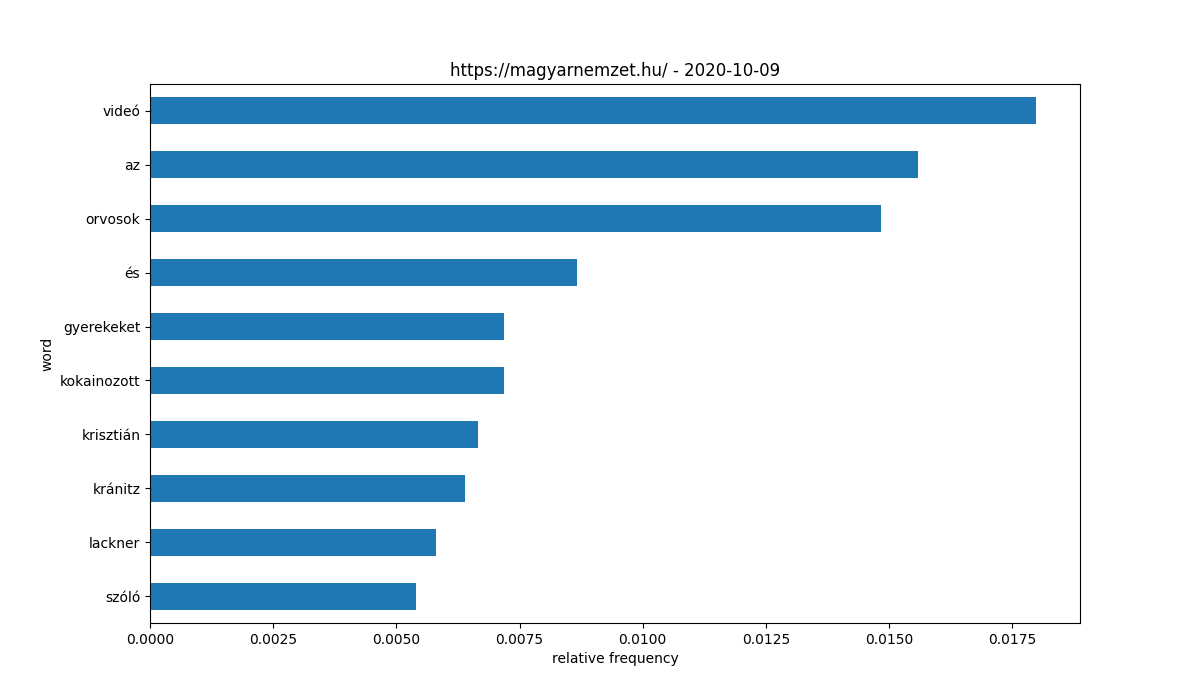 https://magyarnemzet.hu/ - 2020-10-09
videó
az
orvosok
és
gyerekeket
kokainozott
krisztián
kránitz
lackner
szóló
word
0.0000 0.0025 0.0050 0.0075 0.0100 0.0125 0.0150 0.0175
relative frequency